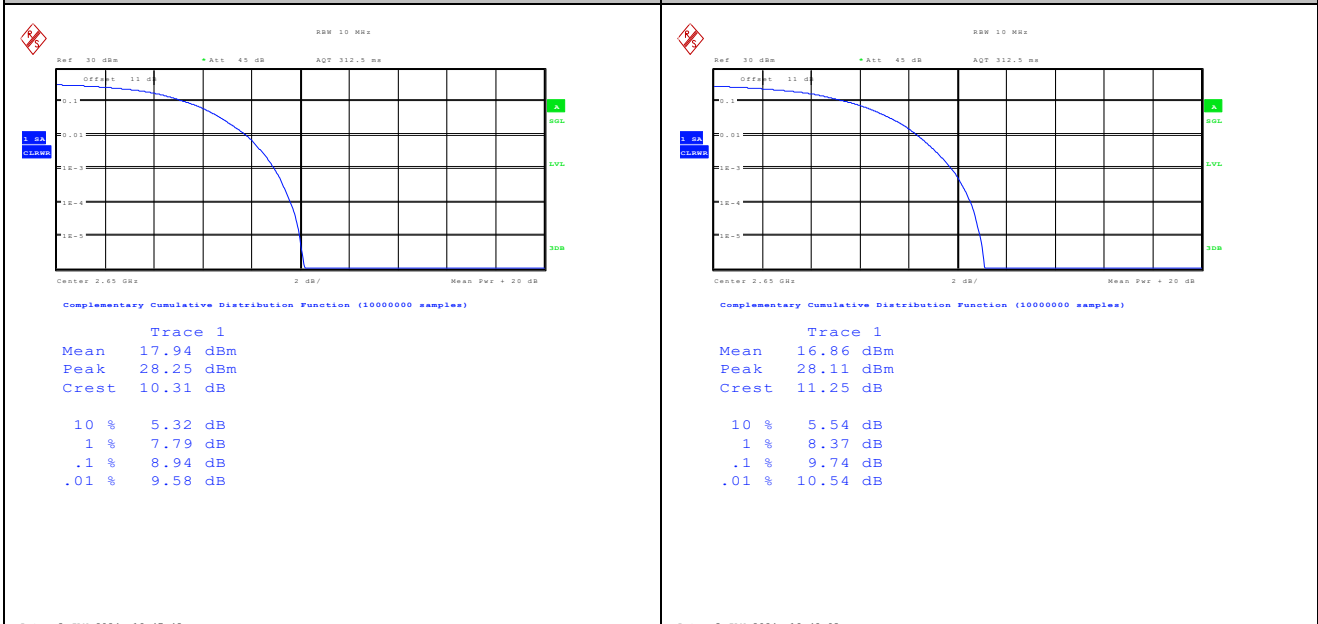 R S
RBW 10 MHz
Ref 30 dBm * Att 45 dB AQT 312.5 ms
Offset 11 dB
0.1
A
SGL
1 SA
CLRWR
0.01
1E-3
LVL
1E-4
1E-5
3DB
Center 2.65 GHz 2 dB/ Mean Pwr + 20 dB
Complementary Cumulative Distribution Function (10000000 samples)
Trace 1
Mean 17.94 dBm
Peak 28.25 dBm
Crest 10.31 dB
10 % 5.32 dB
1 % 7.79 dB
.1 % 8.94 dB
.01 % 9.58 dB
R S
RBW 10 MHz
Ref 30 dBm * Att 45 dB AQT 312.5 ms
Offset 11 dB
0.1
A
SGL
1 SA
CLRWR
0.01
1E-3
LVL
1E-4
1E-5
3DB
Center 2.65 GHz 2 dB/ Mean Pwr + 20 dB
Complementary Cumulative Distribution Function (10000000 samples)
Trace 1
Mean 16.86 dBm
Peak 28.11 dBm
Crest 11.25 dB
10 % 5.54 dB
1 % 8.37 dB
.1 % 9.74 dB
.01 % 10.54 dB